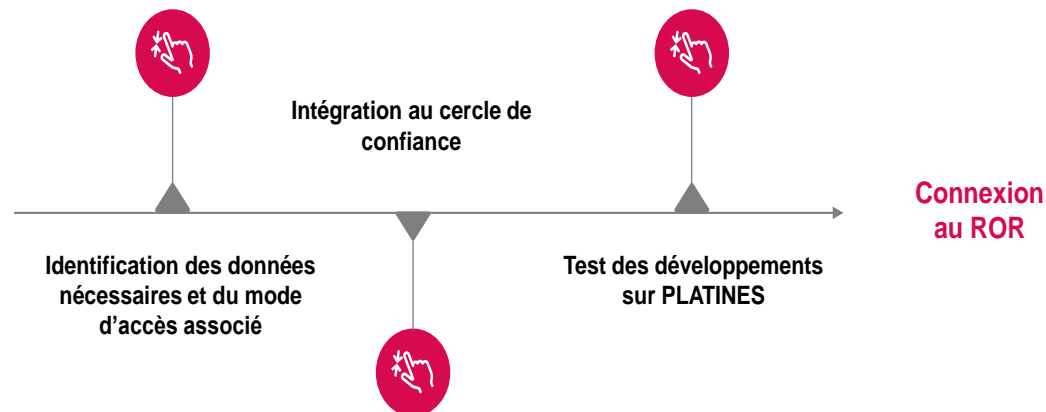 Intégration au cercle de
confiance
Connexion
au ROR
Identification des données
nécessaires et du mode
d'accès associé
Test des développements
sur PLATINES